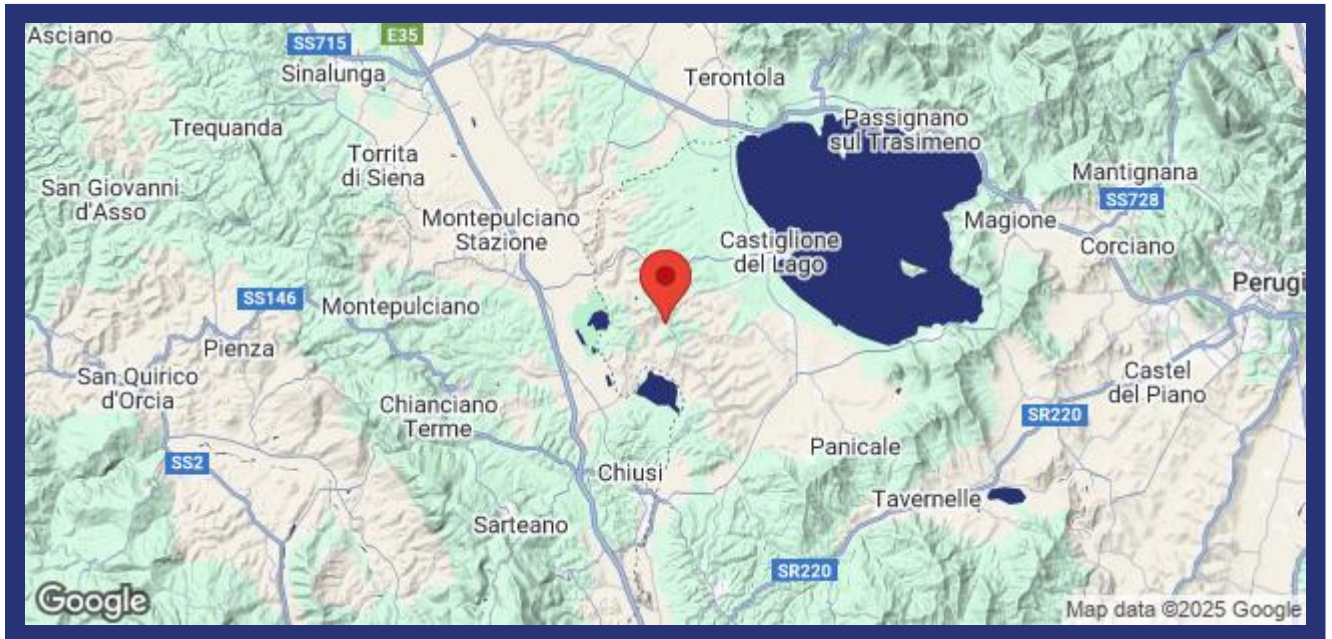 Asciano
SS715
E35
Sinalunga
Terontola
Trequanda
Passignano
sul Trasimeno
Torrita
di Siena
Mantignana
San Giovanni
d'Asso
SS728
Montepulciano
Stazione
Magione
Castiglione
del Lago
Corciano
Perugi
SS146
Montepulciano
Pienza
San Quirico
d'Orcia
Castel
del Piano
Chianciano
Terme
SR220
Panicale
SS2
Chiusi
Tavernelle
Sarteano
SR220
Google
Map data ©2025 Google